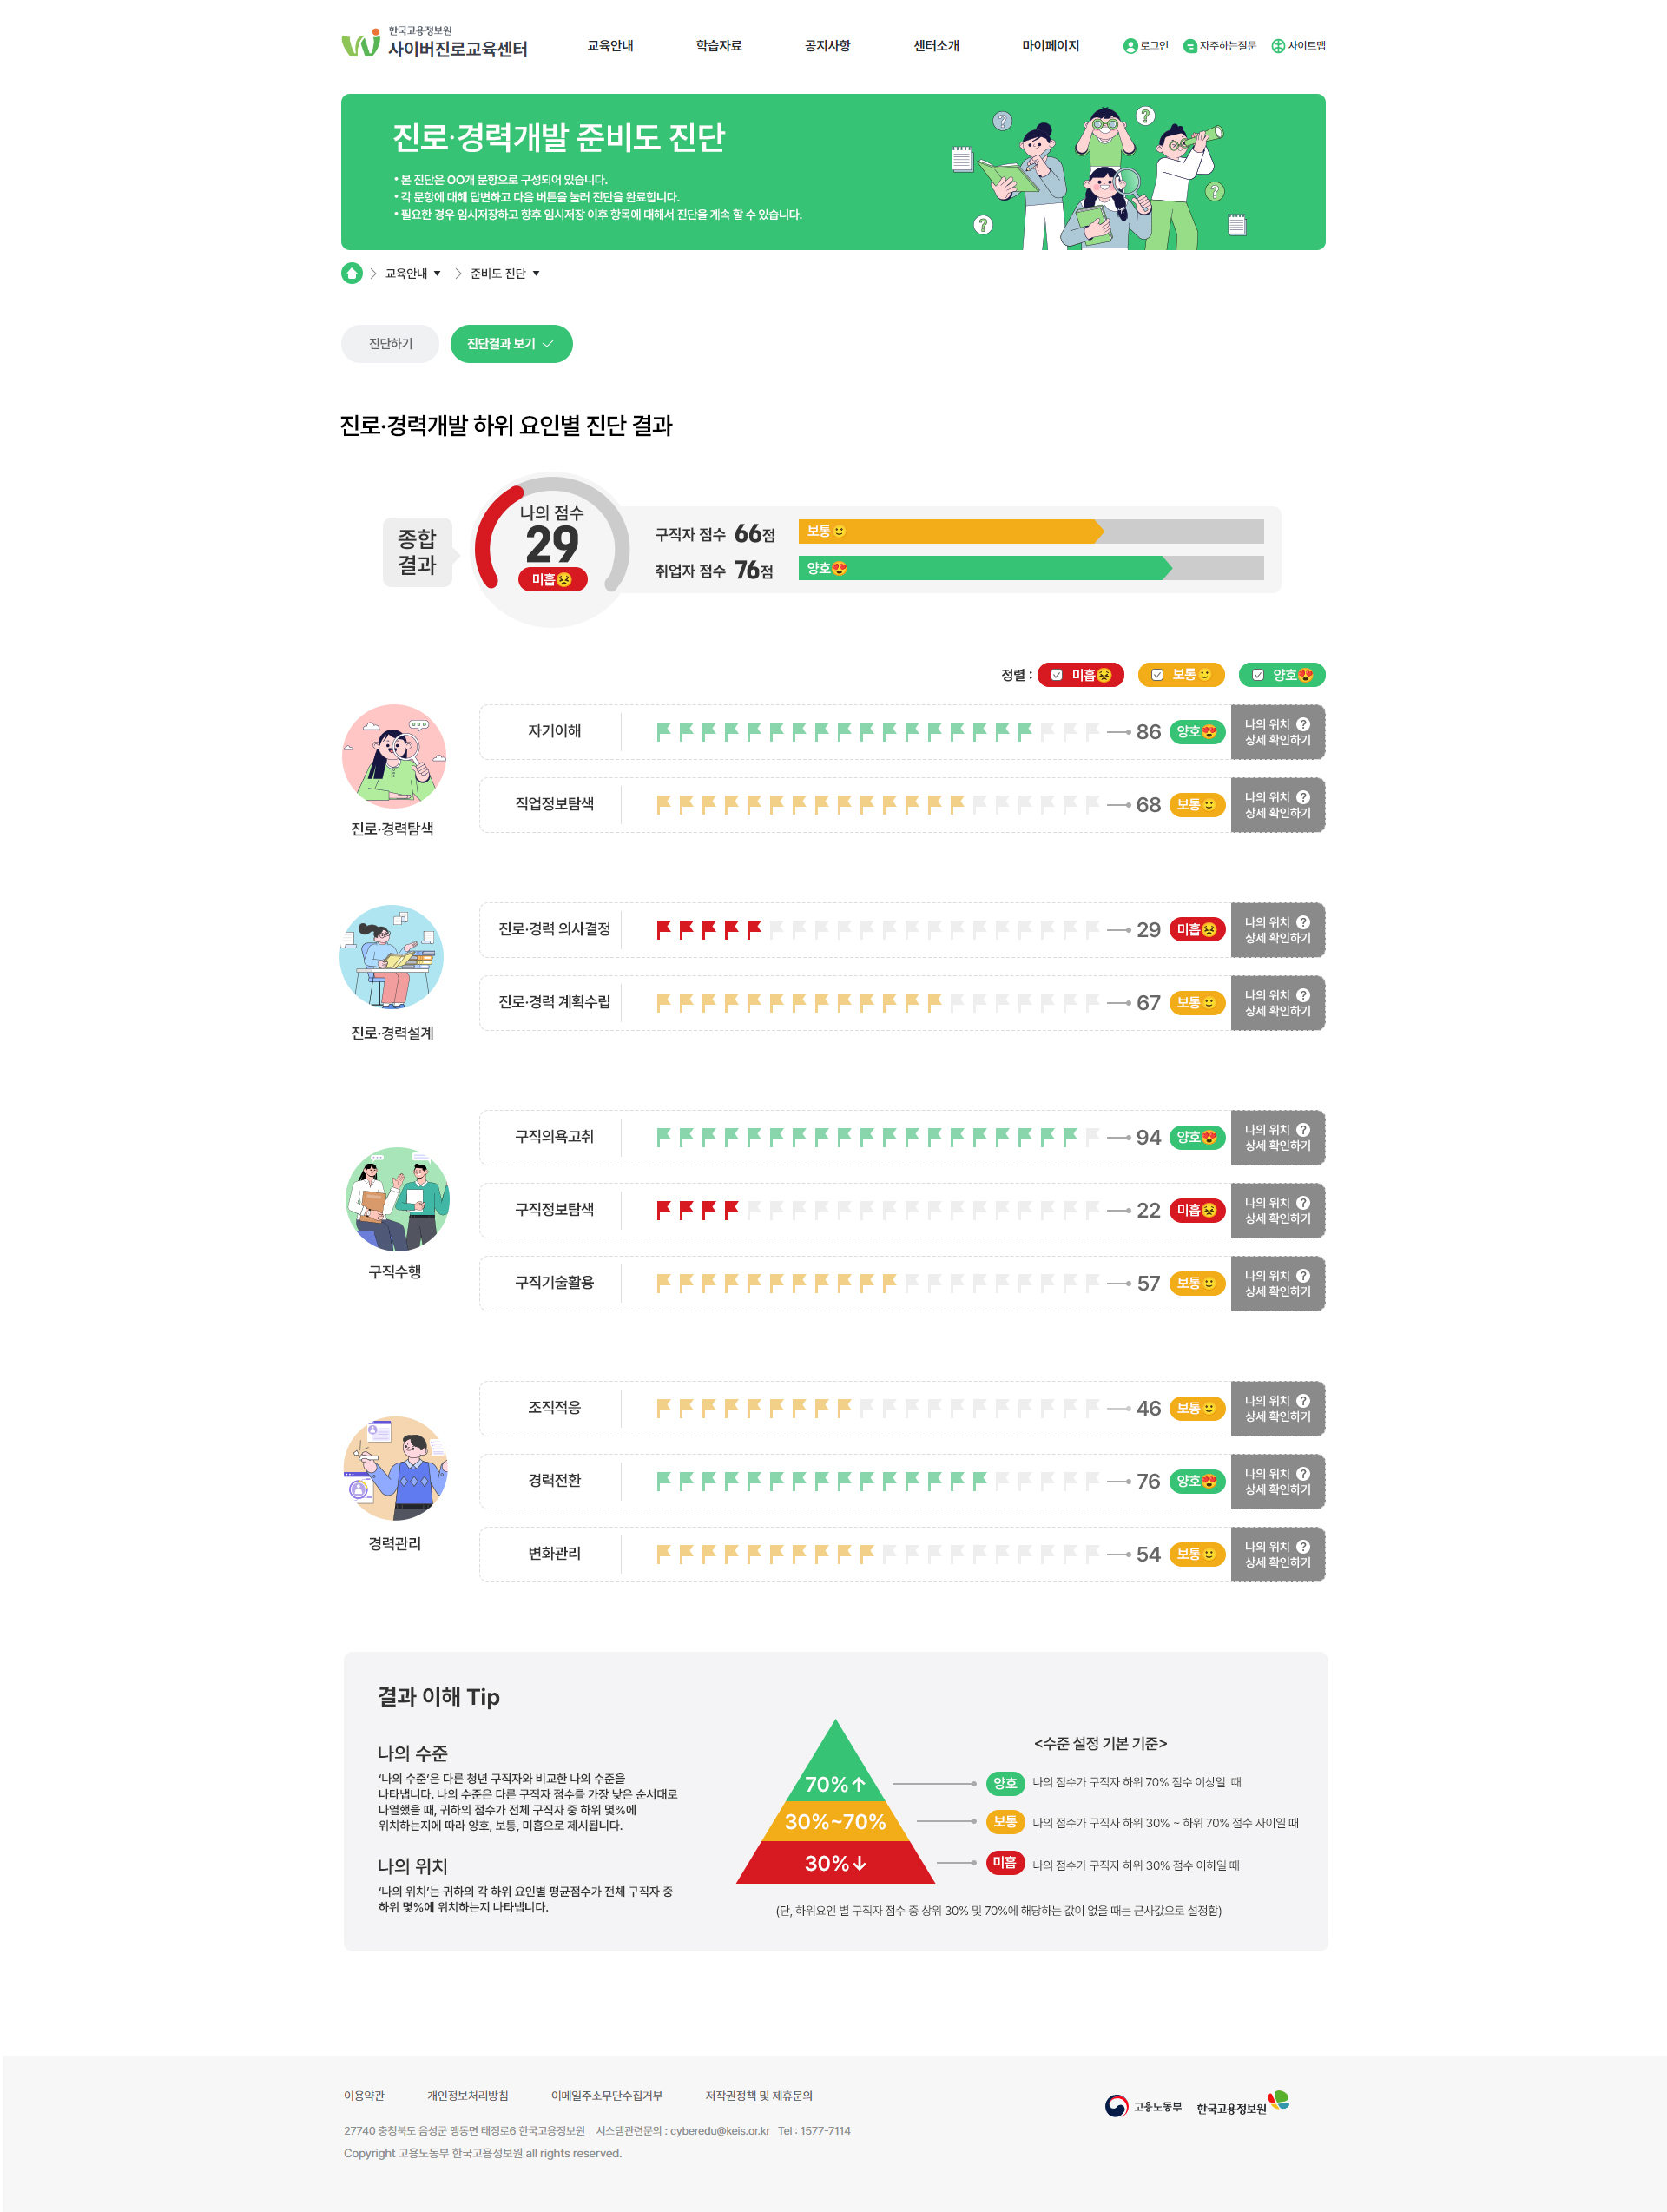 한국고용정보원
사이버진로교육센터
교육안내
학습자료
공지사항
센터소개
마이페이지
로그인
자주하는질문
사이트맵
진로·경력개발 준비도 진단
* 본 진단은 OO개 문항으로 구성되어 있습니다.
* 각 문항에 대해 답변하고 다음 버튼을 눌러 진단을 완료합니다.
* 필요한 경우 임시저장하고 향후 임시저장 이후 항목에 대해서 진단을 계속 할 수 있습니다.
교육안내
준비도 진단
진단하기
진단결과 보기
진로·경력개발 하위 요인별 진단 결과
종합
결과
나의 점수
29
미흡
구직자 점수 66점
보통
취업자 점수 76점
양호
정렬 :
미흡
보통
양호
진로·경력탐색
자기이해
86
양호
나의 위치 ?
상세 확인하기
직업정보탐색
68
보통
나의 위치 ?
상세 확인하기
진로·경력설계
진로·경력 의사결정
29
미흡
나의 위치 ?
상세 확인하기
진로·경력 계획수립
67
보통
나의 위치 ?
상세 확인하기
구직수행
구직의욕고취
94
양호
나의 위치 ?
상세 확인하기
구직정보탐색
22
미흡
나의 위치 ?
상세 확인하기
구직기술활용
57
보통
나의 위치 ?
상세 확인하기
경력관리
조직적응
46
보통
나의 위치 ?
상세 확인하기
경력전환
76
양호
나의 위치 ?
상세 확인하기
변화관리
54
보통
나의 위치 ?
상세 확인하기
결과 이해 Tip
나의 수준
‘나의 수준’은 다른 청년 구직자와 비교한 나의 수준을
나타냅니다. 나의 수준은 다른 구직자 점수를 가장 낮은 순서대로
나열했을 때, 귀하의 점수가 전체 구직자 중 하위 몇%에
위치하는지에 따라 양호, 보통, 미흡으로 제시됩니다.
나의 위치
‘나의 위치’는 귀하의 각 하위 요인별 평균점수가 전체 구직자 중
하위 몇%에 위치하는지 나타냅니다.
<수준 설정 기본 기준>
70%↑
양호
나의 점수가 구직자 하위 70% 점수 이상일 때
30%~70%
보통
나의 점수가 구직자 하위 30% ~ 하위 70% 점수 사이일 때
30%↓
미흡
나의 점수가 구직자 하위 30% 점수 이하일 때
(단, 하위요인 별 구직자 점수 중 상위 30% 및 70%에 해당하는 값이 없을 때는 근사값으로 설정함)
이용약관
개인정보처리방침
이메일주소무단수집거부
저작권정책 및 제휴문의
27740 충청북도 음성군 맹동면 태정로6 한국고용정보원 시스템관련문의 : cyberedu@keis.or.kr Tel : 1577-7114
Copyright 고용노동부 한국고용정보원 all rights reserved.
고용노동부
한국고용정보원